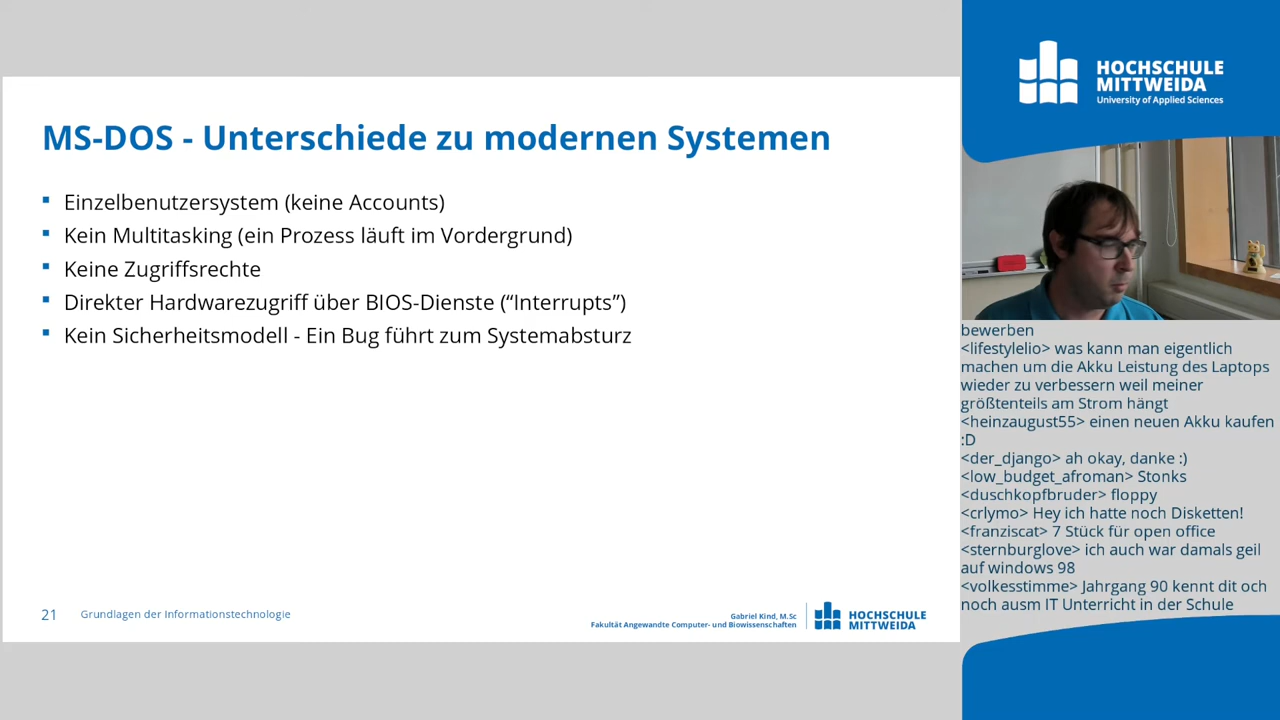 MS-DOS - Unterschiede zu modernen Systemen
Einzelbenutzersystem (keine Accounts)
Kein Multitasking (ein Prozess läuft im Vordergrund)
Keine Zugriffsrechte
Direkter Hardwarezugriff über BIOS-Dienste (“Interrupts”)
Kein Sicherheitsmodell - Ein Bug führt zum Systemabsturz
21
Grundlagen der Informationstechnologie
Gabriel Kind, M.Sc
Fakultät Angewandte Computer- und Biowissenschaften
HOCHSCHULE
MITTWEIDA
HOCHSCHULE
MITTWEIDA
University of Applied Sciences
bewerben
<lifestylelio> was kann man eigentlich
machen um die Akku Leistung des Laptops
wieder zu verbessern weil meiner
größtenteils am Strom hängt
<heinzaugust55> einen neuen Akku kaufen
:D
<der_django> ah okay, danke :)
<low_budget_afroman> Stonks
<duschkopfbruder> floppy
<crlymo> Hey ich hatte noch Disketten!
<franziscat> 7 Stück für open office
<sternburglove> ich auch war damals geil
auf windows 98
<volkesstimme> Jahrgang 90 kennt dit och
noch ausm IT Unterricht in der Schule